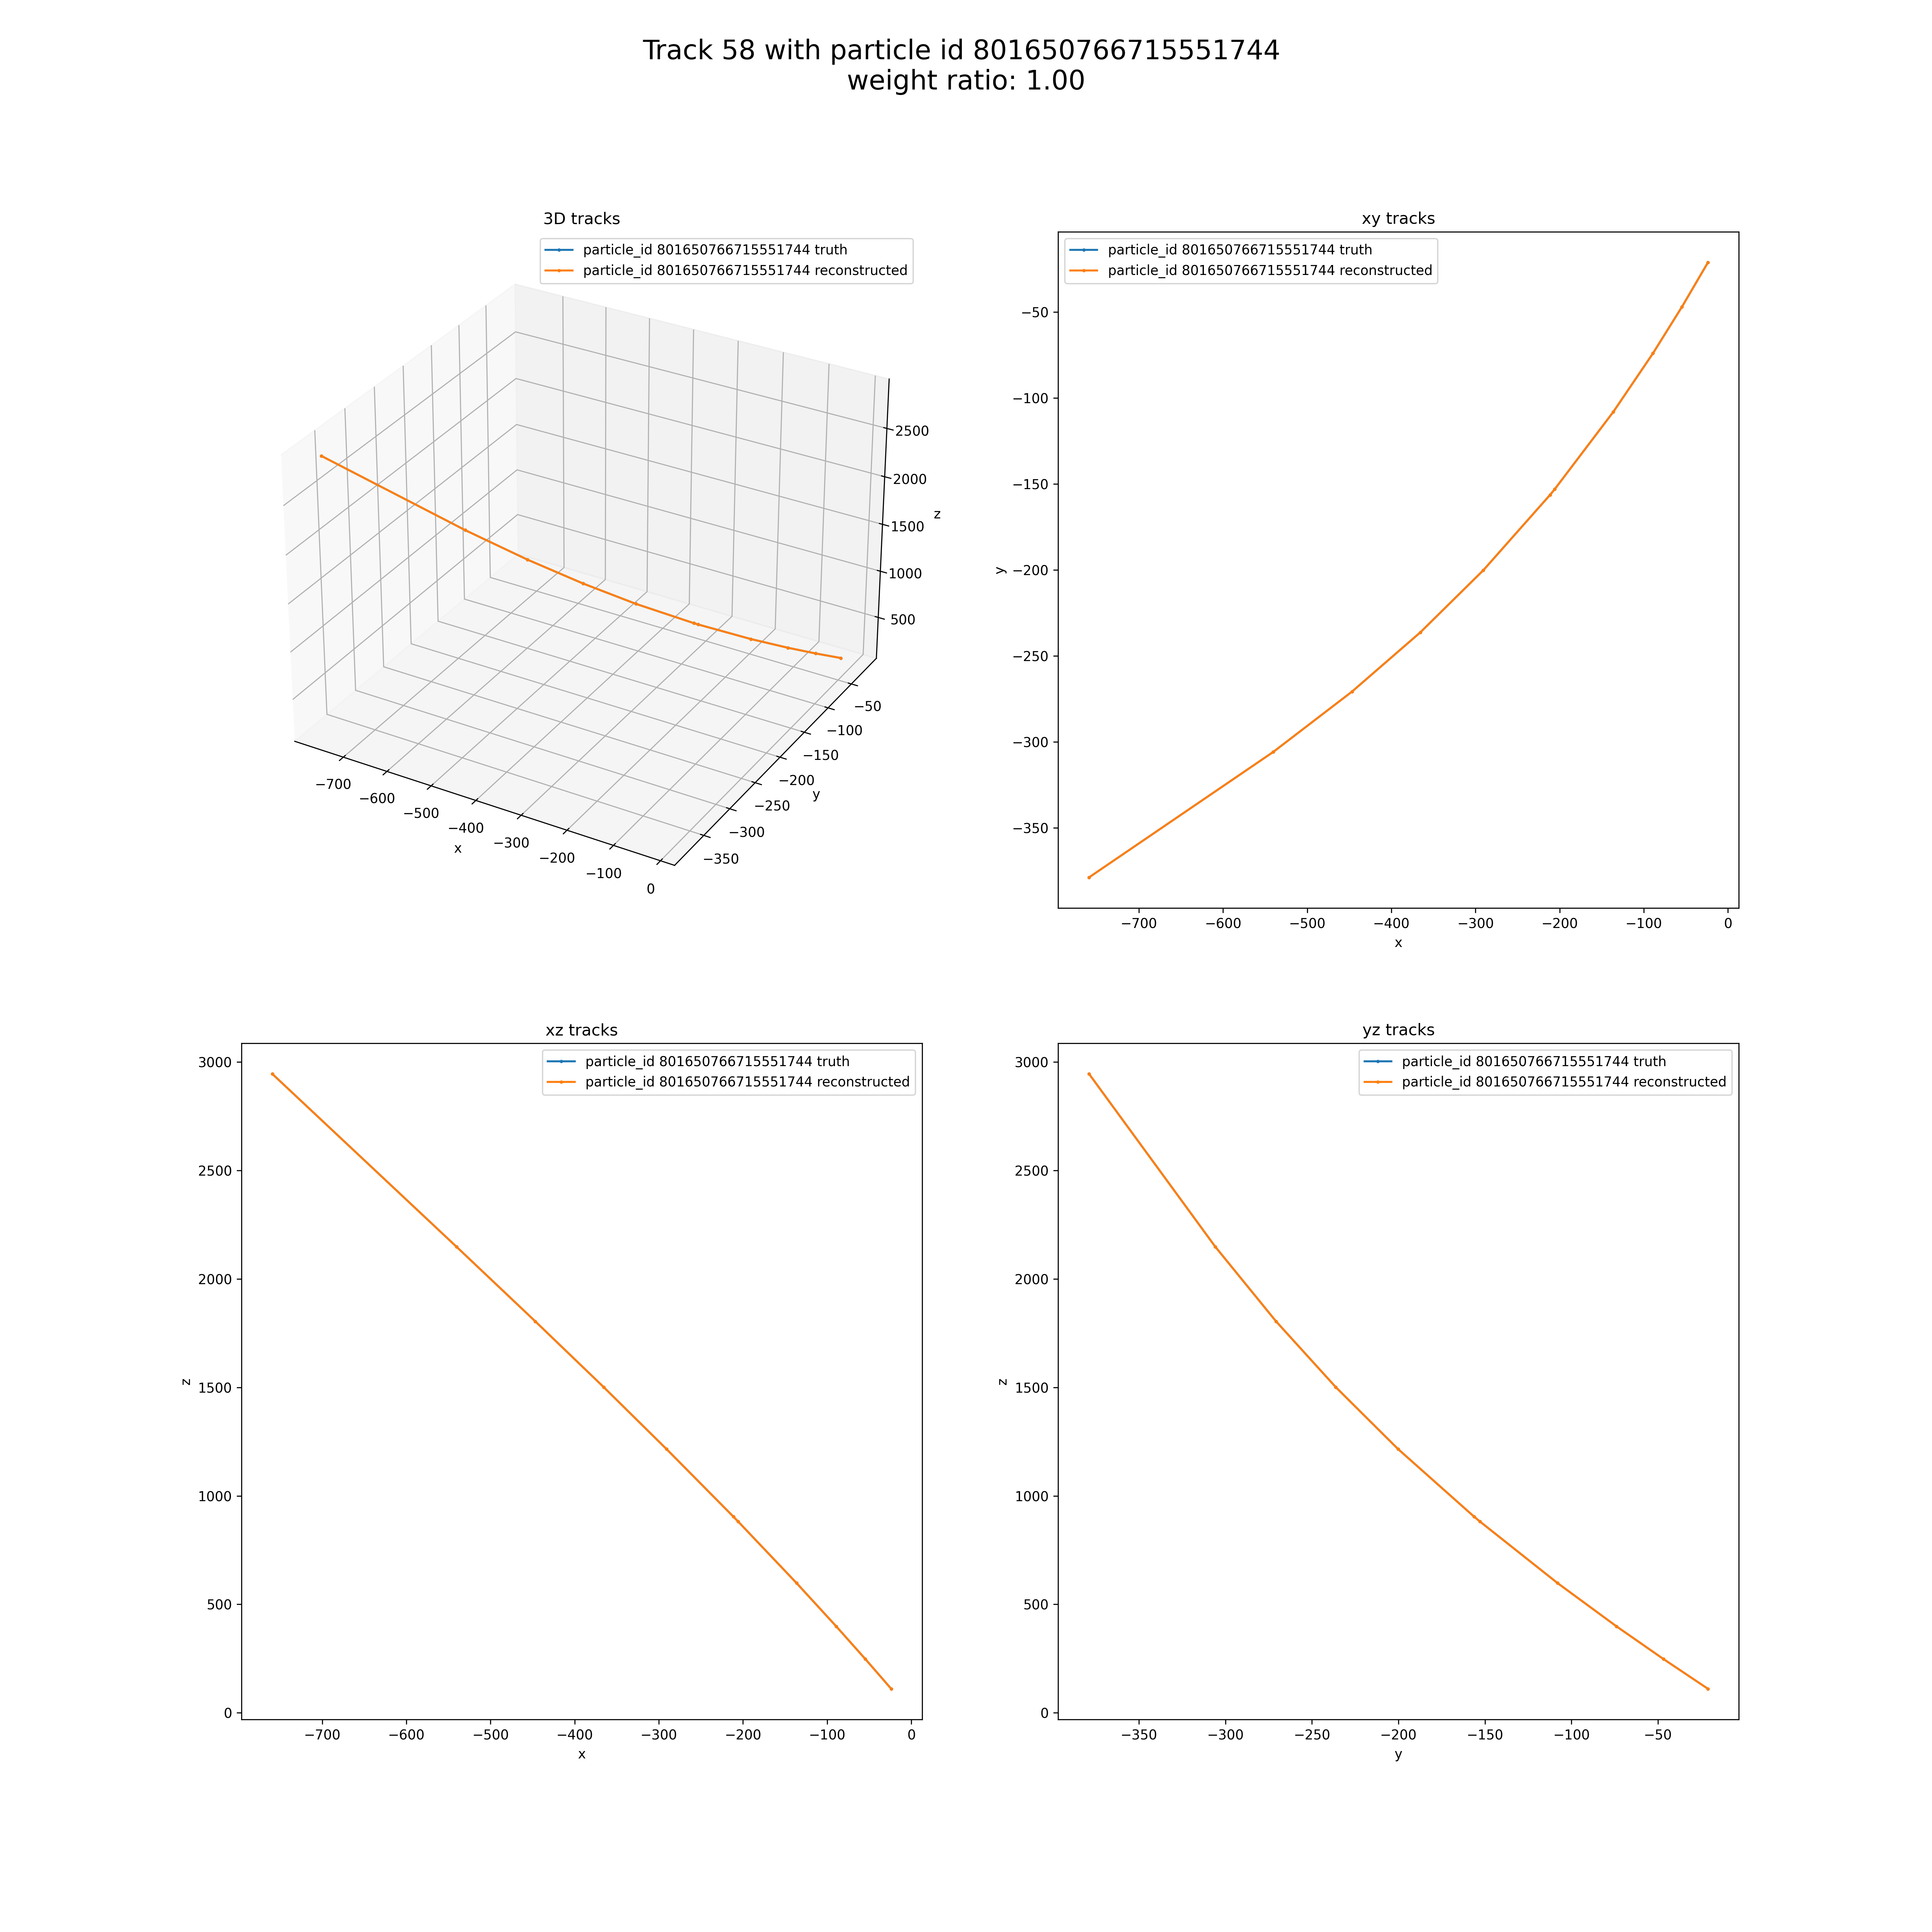 Track 58 with particle id 801650766715551744
weight ratio: 1.00
3D tracks
particle_id 801650766715551744 truth
particle_id 801650766715551744 reconstructed
2500
2000
z
1500
1000
500
−50
−100
−150
−200
y
−250
−300
−350
−700
−600
−500
−400
x
−300
−200
−100
0
xy tracks
particle_id 801650766715551744 truth
particle_id 801650766715551744 reconstructed
−50
−100
−150
y
−200
−250
−300
−350
−700 −600 −500 −400 −300 −200 −100 0
x
xz tracks
particle_id 801650766715551744 truth
particle_id 801650766715551744 reconstructed
3000
2500
2000
z
1500
1000
500
0
−700 −600 −500 −400 −300 −200 −100 0
x
yz tracks
particle_id 801650766715551744 truth
particle_id 801650766715551744 reconstructed
3000
2500
2000
z
1500
1000
500
0
−350 −300 −250 −200 −150 −100 −50
y